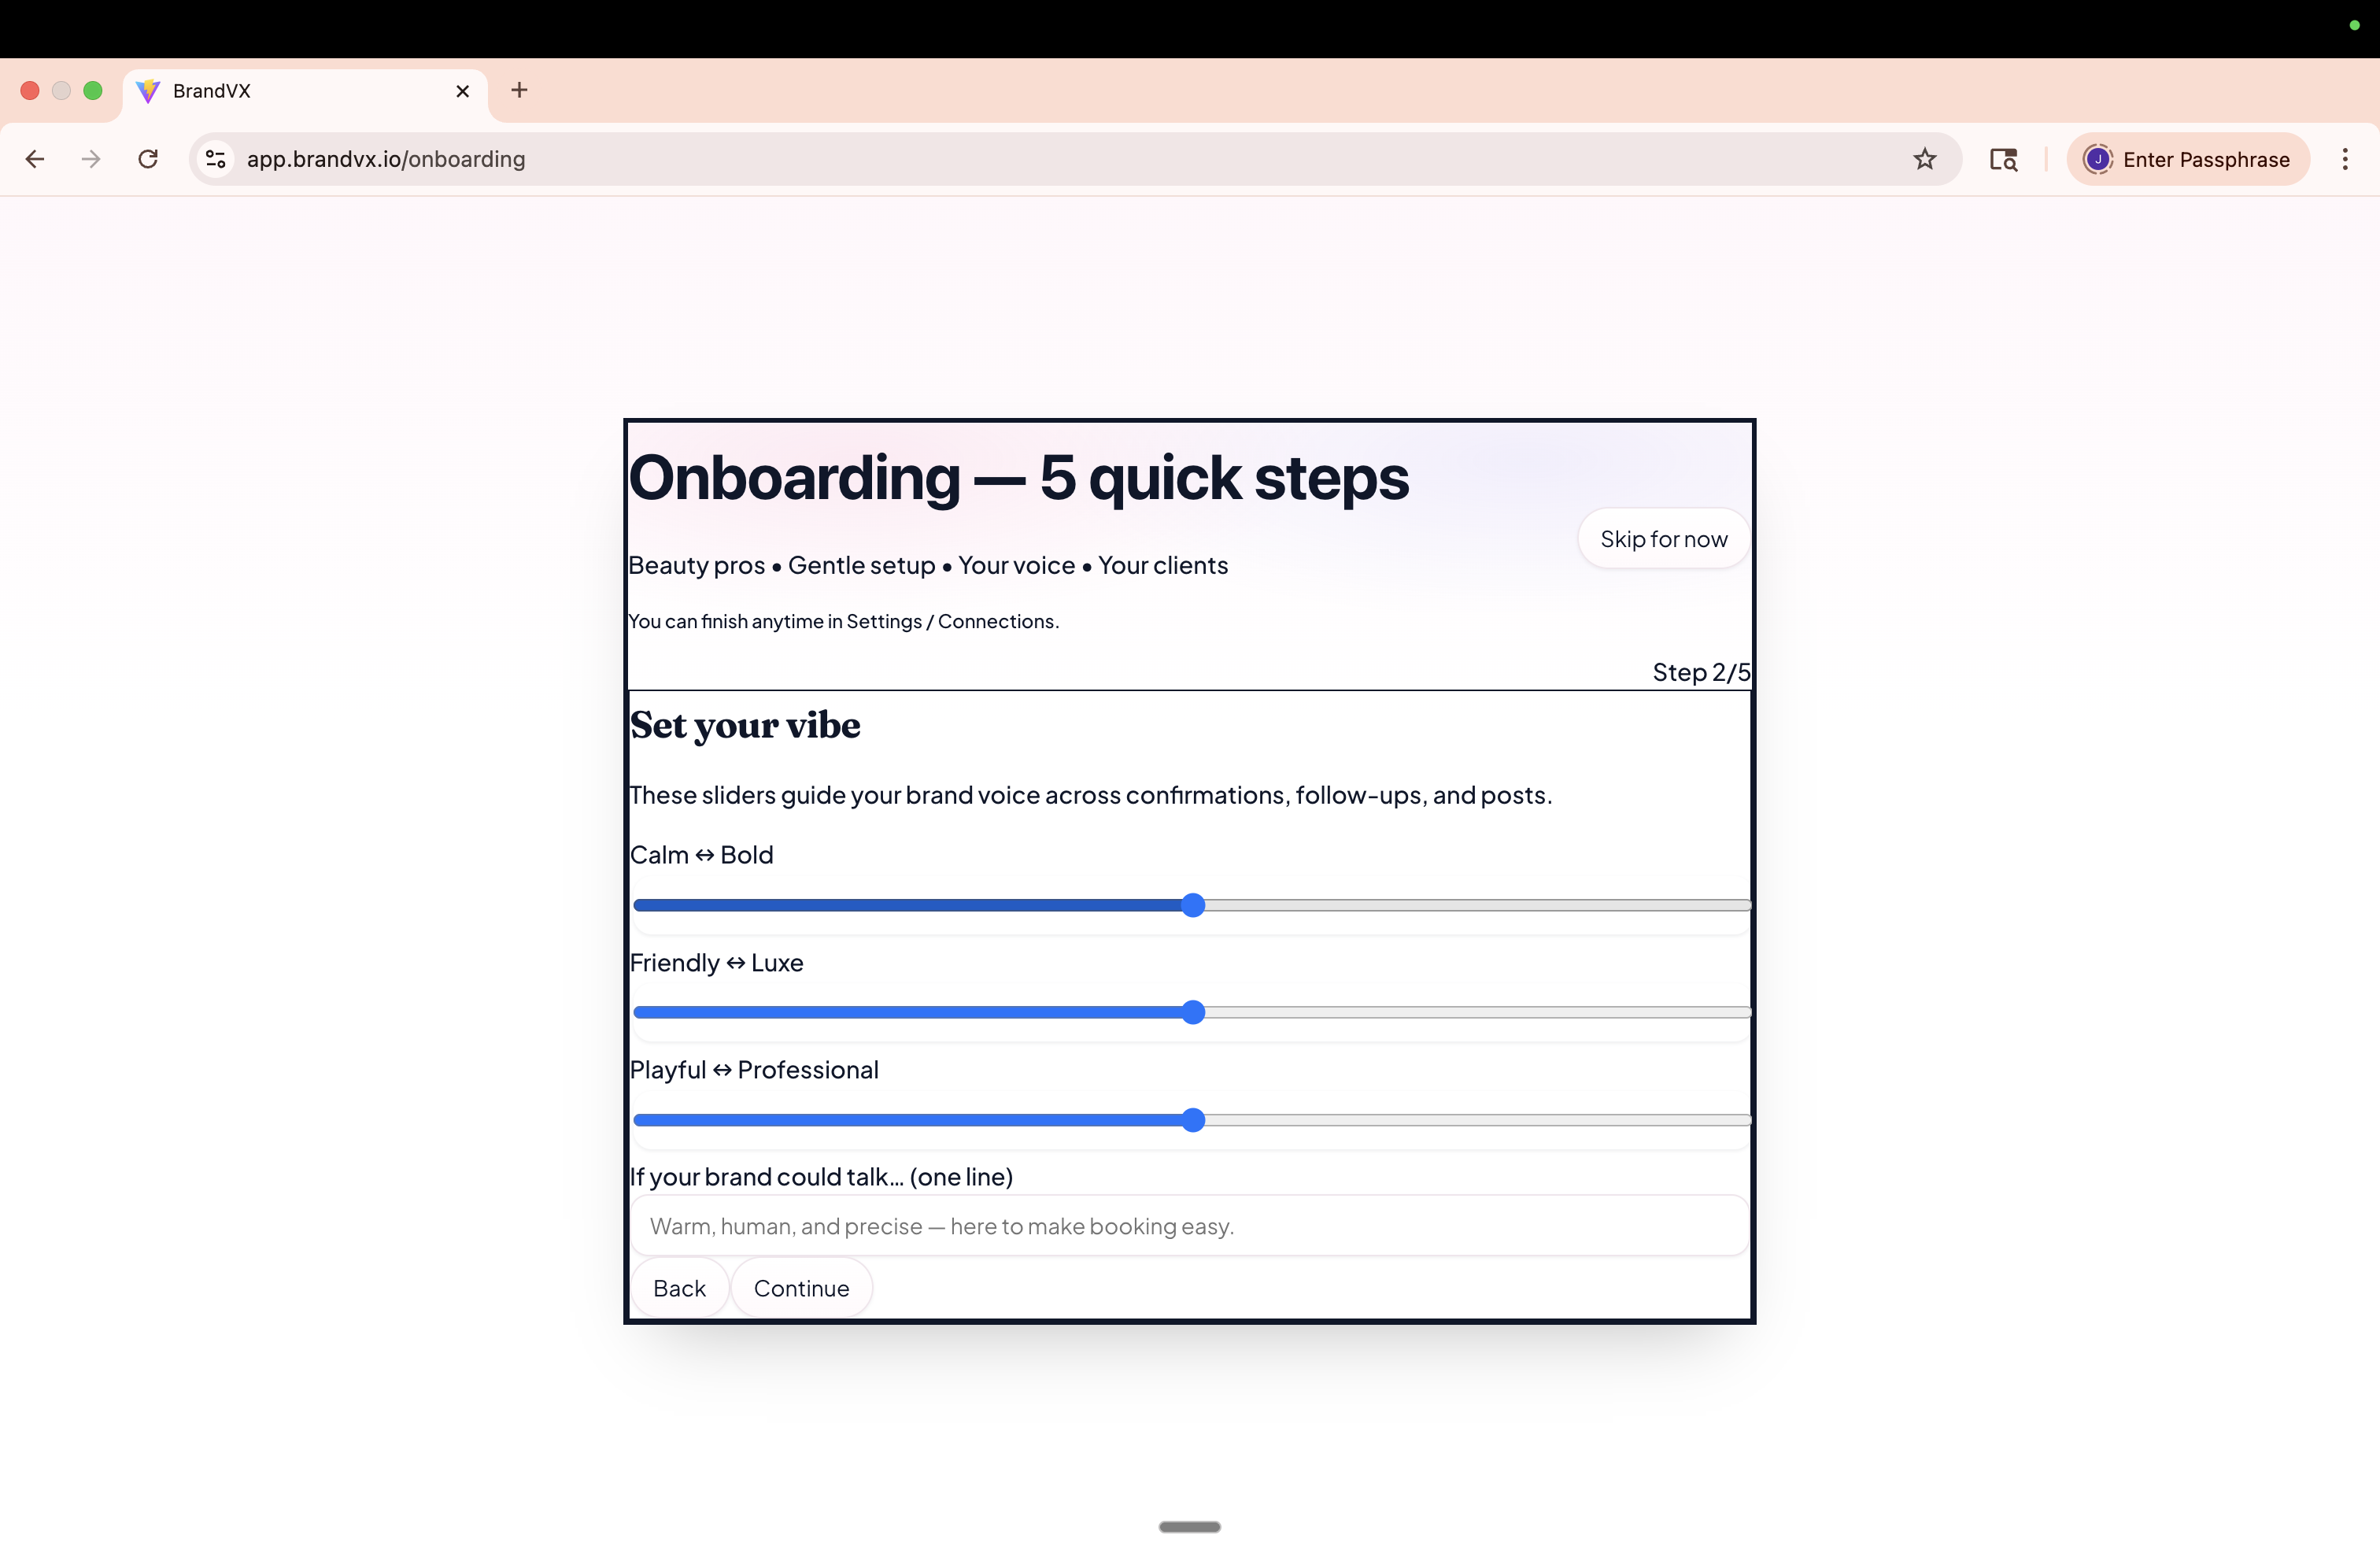 BrandVX
app.brandvx.io/onboarding
J
Enter Passphrase
Onboarding — 5 quick steps
Skip for now
Beauty pros • Gentle setup • Your voice • Your clients
You can finish anytime in Settings / Connections.
Step 2/5
Set your vibe
These sliders guide your brand voice across confirmations, follow-ups, and posts.
Calm ↔ Bold
Friendly ↔ Luxe
Playful ↔ Professional
If your brand could talk… (one line)
Warm, human, and precise — here to make booking easy.
Back
Continue